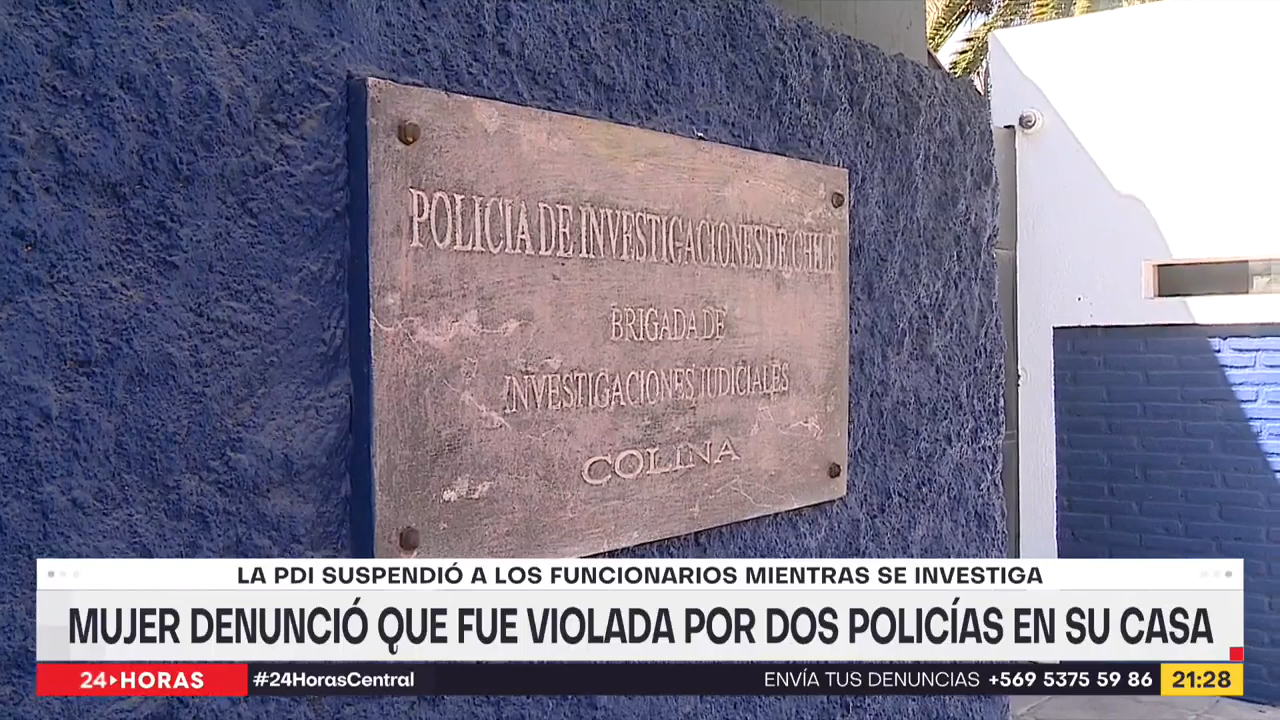 POLICIA DE INVESTIGACIONES DE CHILE
BRIGADA DE
INVESTIGACIONES JUDICIALES
COLINA
LA PDI SUSPENDIÓ A LOS FUNCIONARIOS MIENTRAS SE INVESTIGA
MUJER DENUNCIÓ QUE FUE VIOLADA POR DOS POLICÍAS EN SU CASA
24 HORAS #24HorasCentral ENVÍA TUS DENUNCIAS +569 5375 59 86 21:28